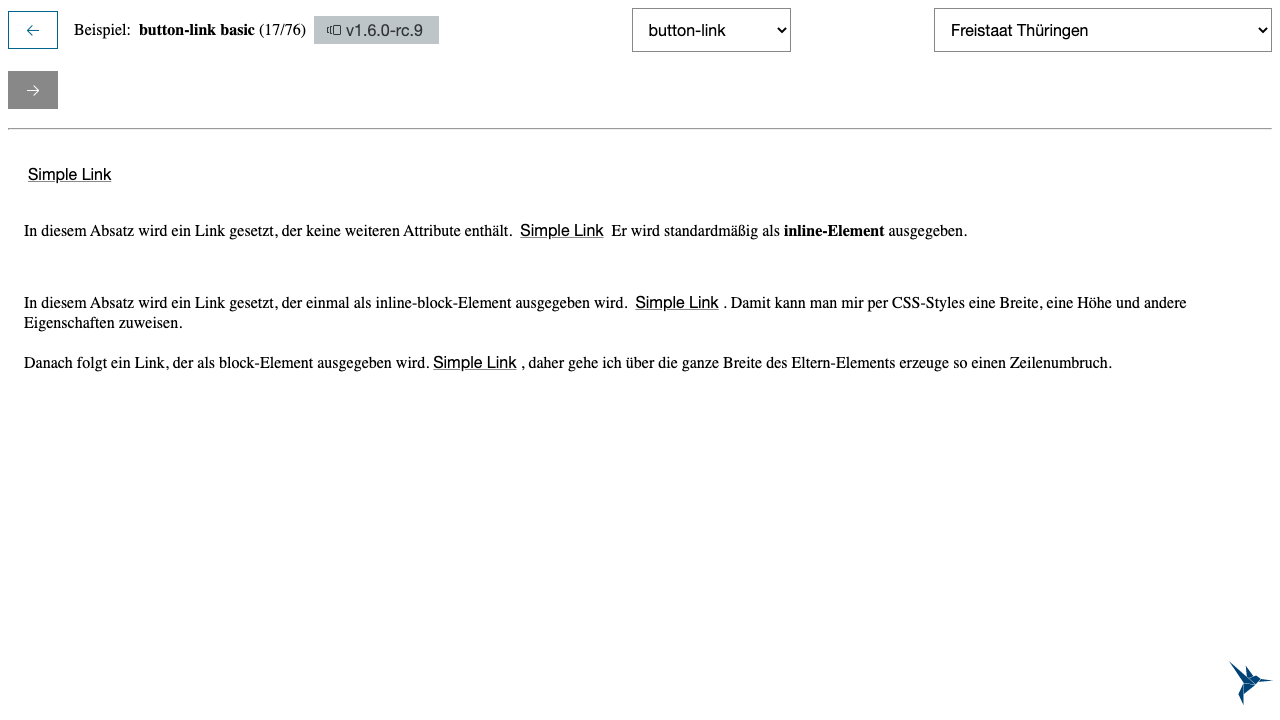 Beispiel: button-link basic (17/76) v1.6.0-rc.9 button-link Freistaat Thüringen
Simple Link
In diesem Absatz wird ein Link gesetzt, der keine weiteren Attribute enthält. Simple Link Er wird standardmäßig als inline-Element ausgegeben.
In diesem Absatz wird ein Link gesetzt, der einmal als inline-block-Element ausgegeben wird. Simple Link . Damit kann man mir per CSS-Styles eine Breite, eine Höhe und andere
Eigenschaften zuweisen.
Danach folgt ein Link, der als block-Element ausgegeben wird. Simple Link , daher gehe ich über die ganze Breite des Eltern-Elements erzeuge so einen Zeilenumbruch.